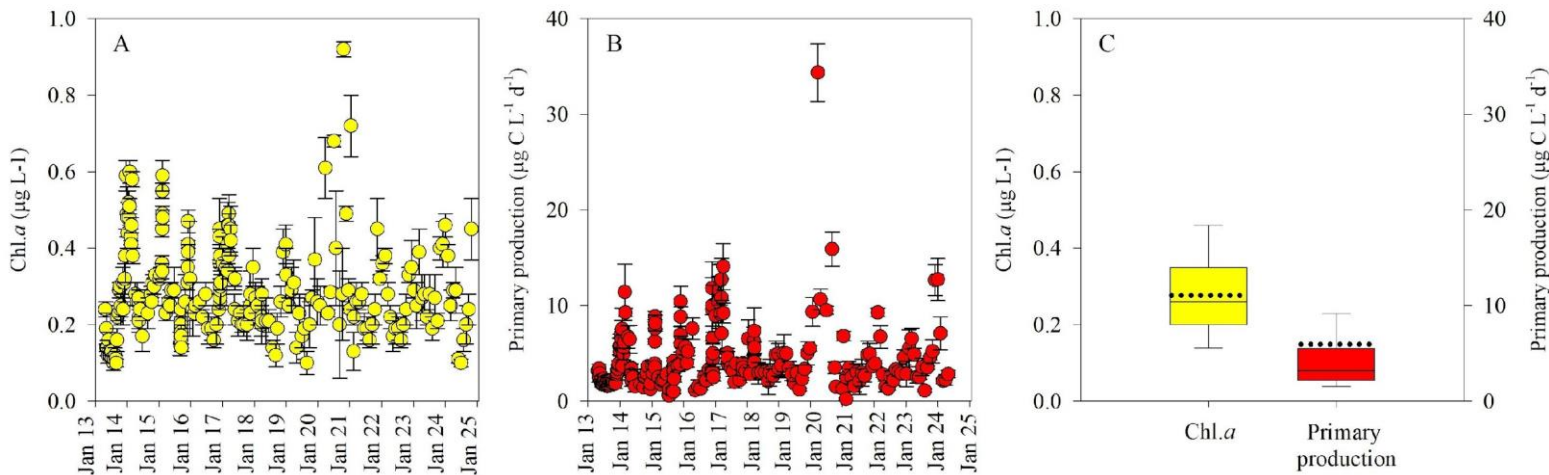 A
1.0
0.8
0.6
0.4
0.2
0.0
Chl.a (µg L-1)
Jan 13
Jan 14
Jan 15
Jan 16
Jan 17
Jan 18
Jan 19
Jan 20
Jan 21
Jan 22
Jan 23
Jan 24
Jan 25
B
40
30
20
10
0
Primary production (µg C L⁻¹ d⁻¹)
Jan 13
Jan 14
Jan 15
Jan 16
Jan 17
Jan 18
Jan 19
Jan 20
Jan 21
Jan 22
Jan 23
Jan 24
Jan 25
C
1.0
0.8
0.6
0.4
0.2
0.0
Chl.a (µg L-1)
40
30
20
10
0
Primary production (µg C L⁻¹ d⁻¹)
Chl.a
Primary
production